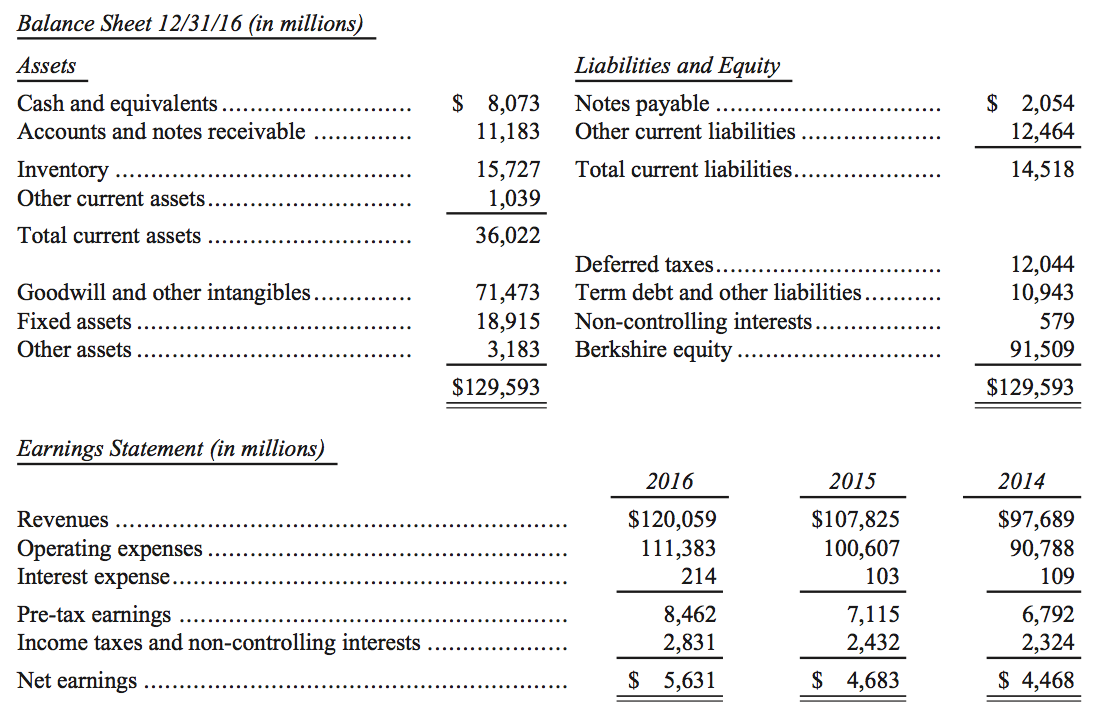 Balance Sheet 12/31/16 (in millions)
Assets
Cash and equivalents .................................. $ 8,073
Accounts and notes receivable ............... 11,183
Inventory .................................................... 15,727
Other current assets .................................... 1,039
Total current assets ................................... 36,022
Goodwill and other intangibles ................ 71,473
Fixed assets ................................................ 18,915
Other assets ................................................ 3,183
$129,593
Liabilities and Equity
Notes payable ....................................... $ 2,054
Other current liabilities ........................ 12,464
Total current liabilities ......................... 14,518
Deferred taxes ....................................... 12,044
Term debt and other liabilities ............. 10,943
Non-controlling interests ..................... 579
Berkshire equity ................................... 91,509
$129,593
Earnings Statement (in millions)
2016 2015 2014
Revenues .......................................................................... $120,059 $107,825 $97,689
Operating expenses .......................................................... 111,383 100,607 90,788
Interest expense ................................................................ 214 103 109
Pre-tax earnings ............................................................... 8,462 7,115 6,792
Income taxes and non-controlling interests ...................... 2,831 2,432 2,324
Net earnings ..................................................................... $ 5,631 $ 4,683 $ 4,468